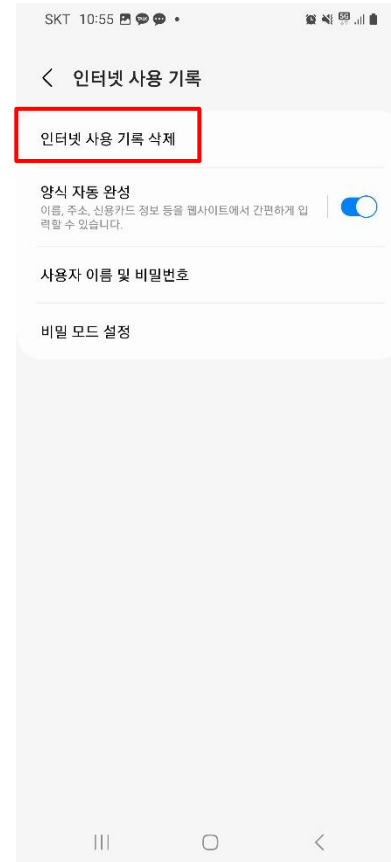 SKT 10:55
인터넷 사용 기록
인터넷 사용 기록 삭제
양식 자동 완성
이름, 주소, 신용카드 정보 등을 웹사이트에서 간편하게 입
력할 수 있습니다.
사용자 이름 및 비밀번호
비밀 모드 설정